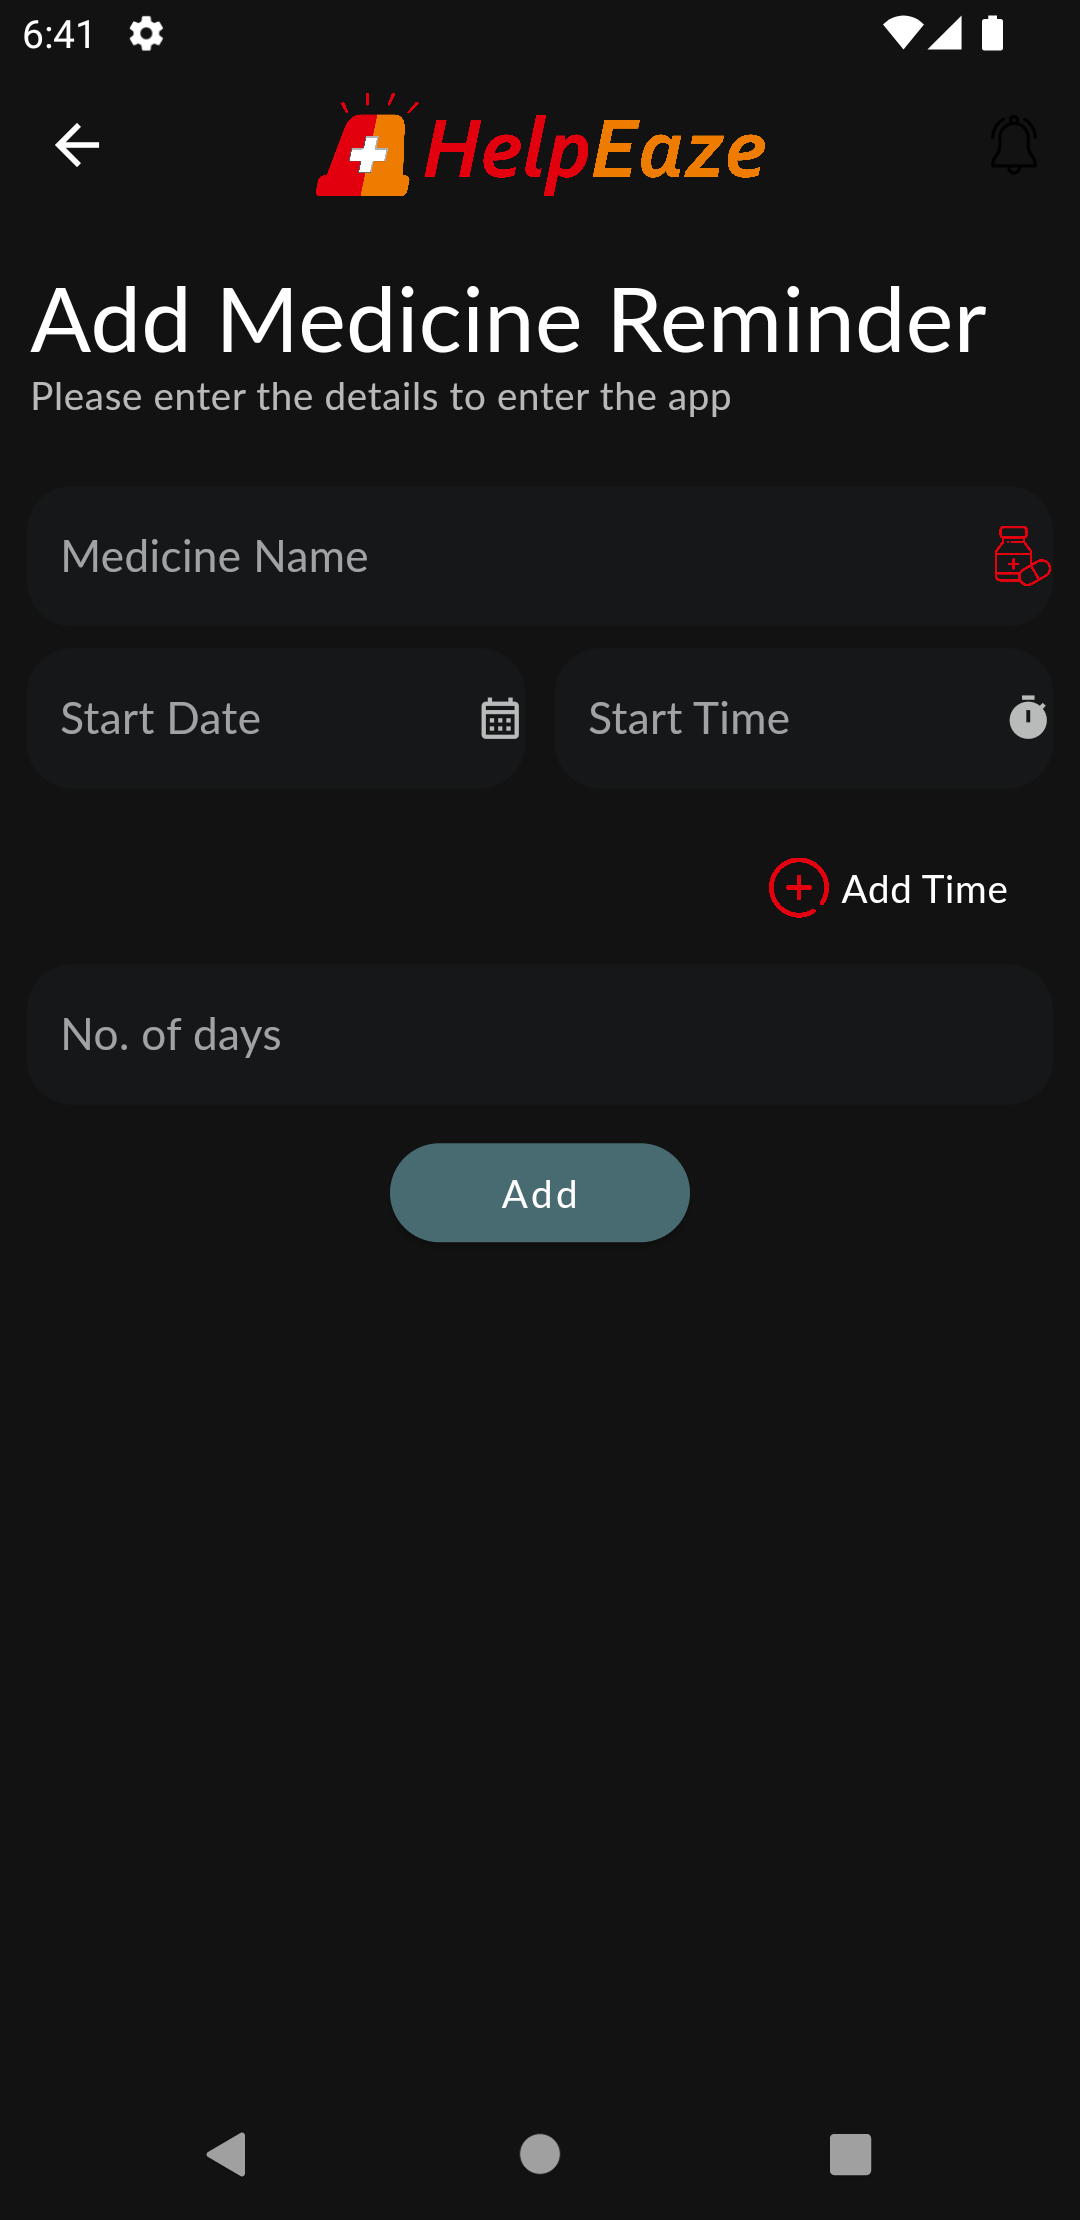 6:41
HelpEaze
Add Medicine Reminder
Please enter the details to enter the app
Medicine Name
Start Date
Start Time
Add Time
No. of days
Add